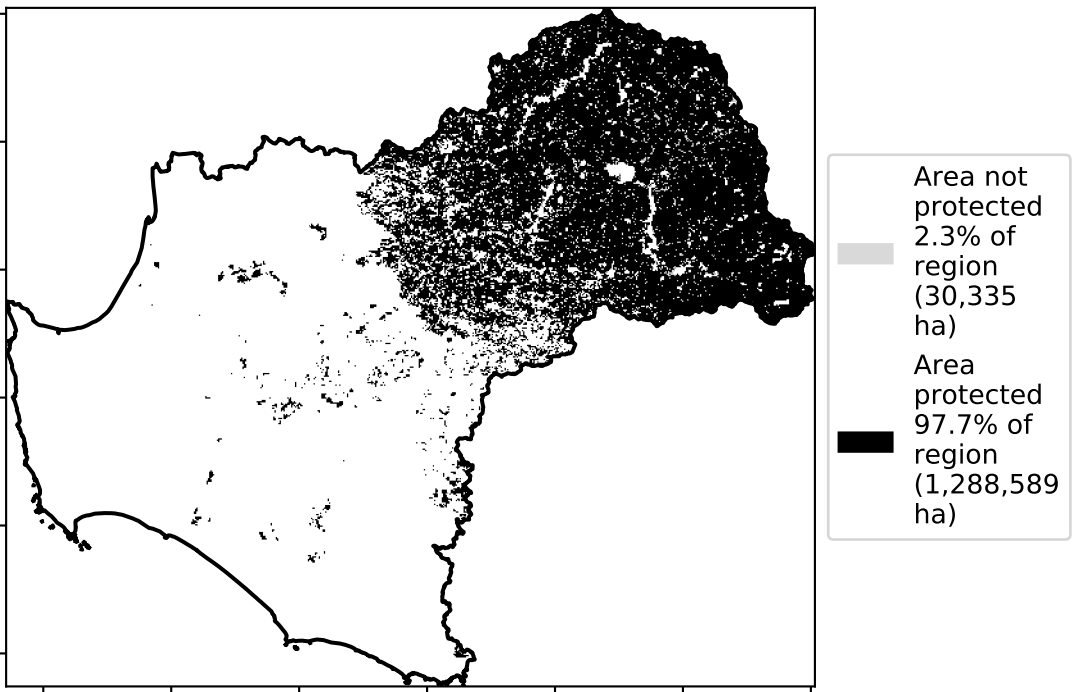 Area not
protected
2.3% of
region
(30,335
ha)
Area
protected
97.7% of
region
(1,288,589
ha)